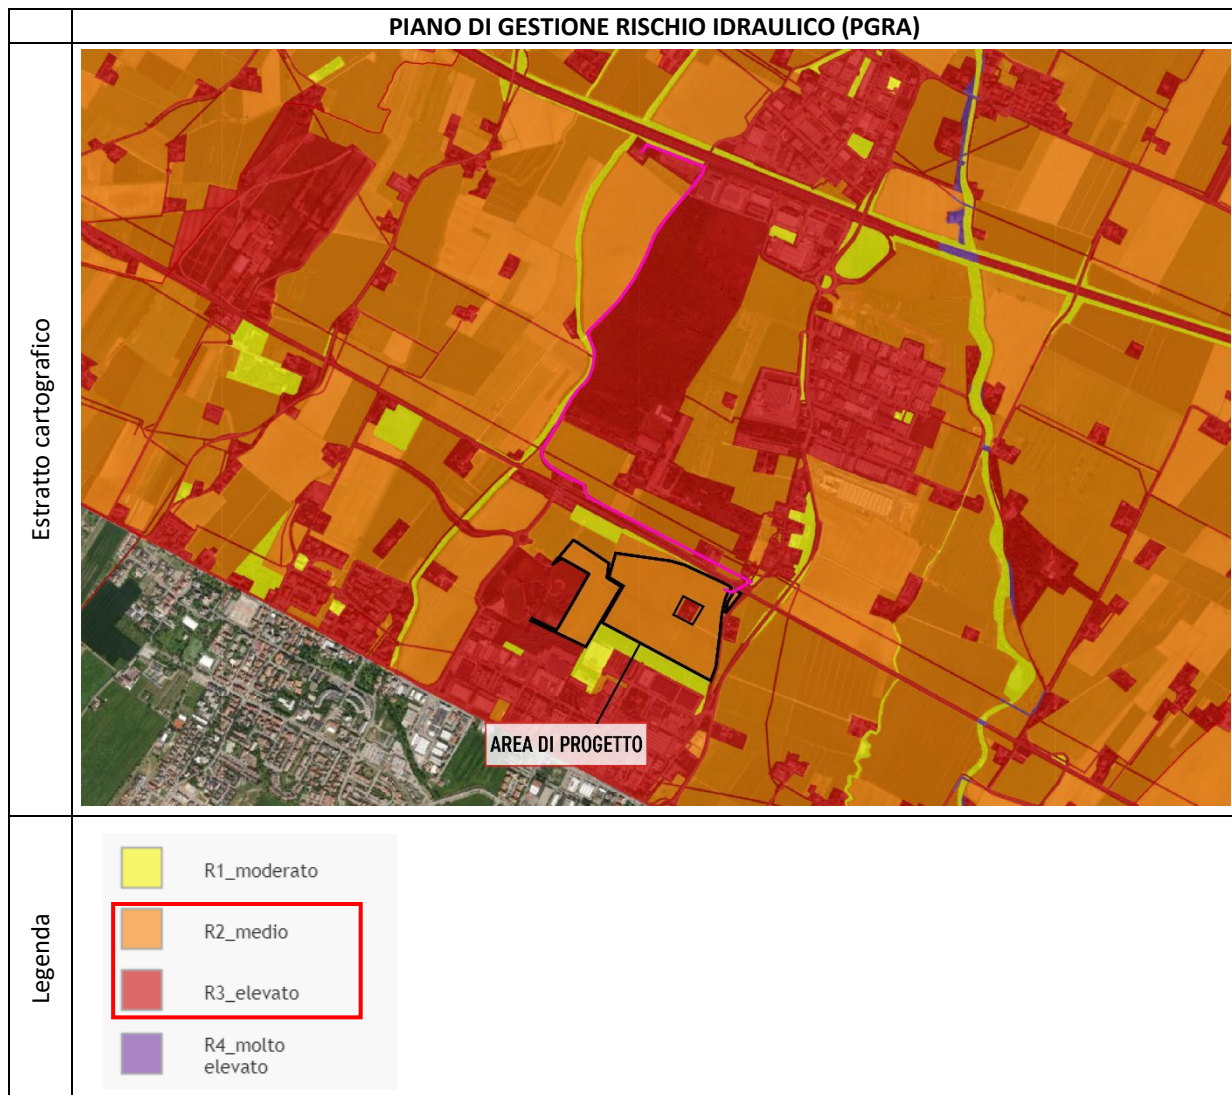 PIANO DI GESTIONE RISCHIO IDRAULICO (PGRA)
Estratto cartografico
AREA DI PROGETTO
Legenda
R1_moderato
R2_medio
R3_elevato
R4_molto
elevato